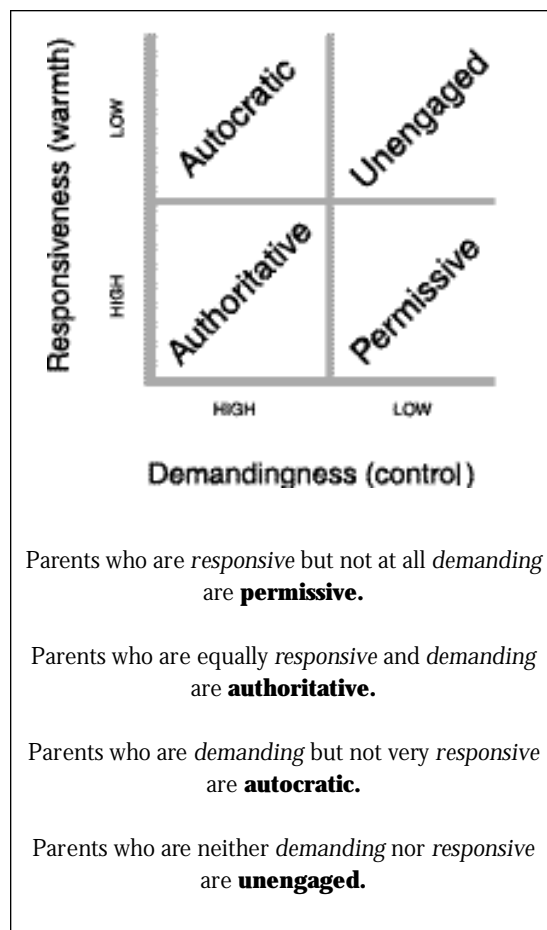 Responsiveness (warmth)
LOW
HIGH
Autocratic
Unengaged
Authoritative
Permissive
HIGH
LOW
Demandingness (control)
Parents who are responsive but not at all demanding
are permissive.
Parents who are equally responsive and demanding
are authoritative.
Parents who are demanding but not very responsive
are autocratic.
Parents who are neither demanding nor responsive
are unengaged.